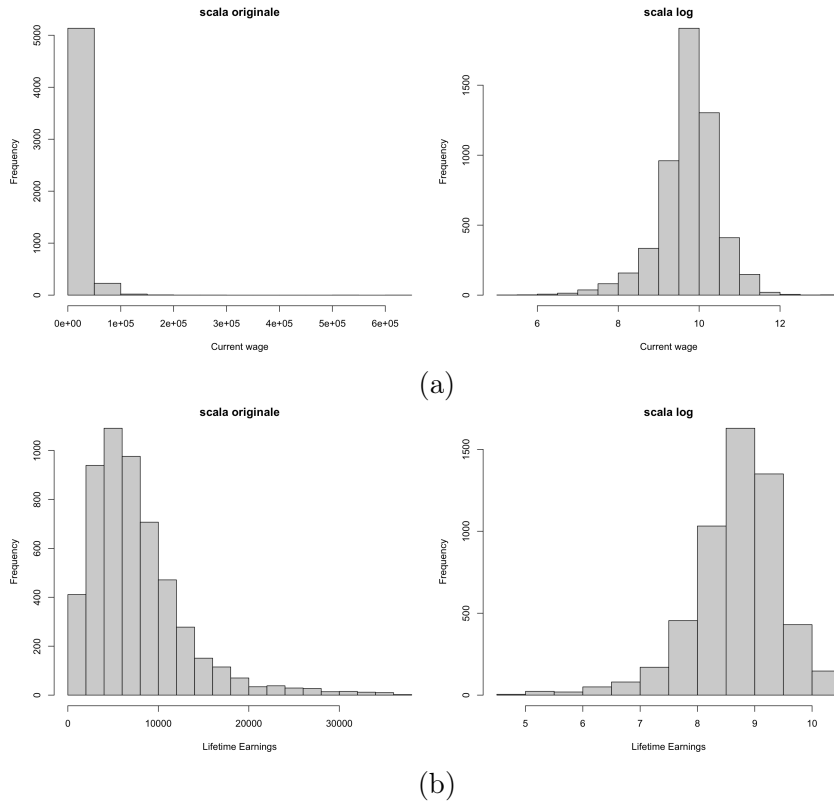 scala originale
scala log
Frequency
5000
4000
3000
2000
1000
0
0e+00 1e+05 2e+05 3e+05 4e+05 5e+05 6e+05
Current wage
Frequency
1500
1000
500
0
6 8 10 12
Current wage
(a)
scala originale
scala log
Frequency
1000
800
600
400
200
0
0 10000 20000 30000
Lifetime Earnings
Frequency
1500
1000
500
0
5 6 7 8 9 10
Lifetime Earnings
(b)